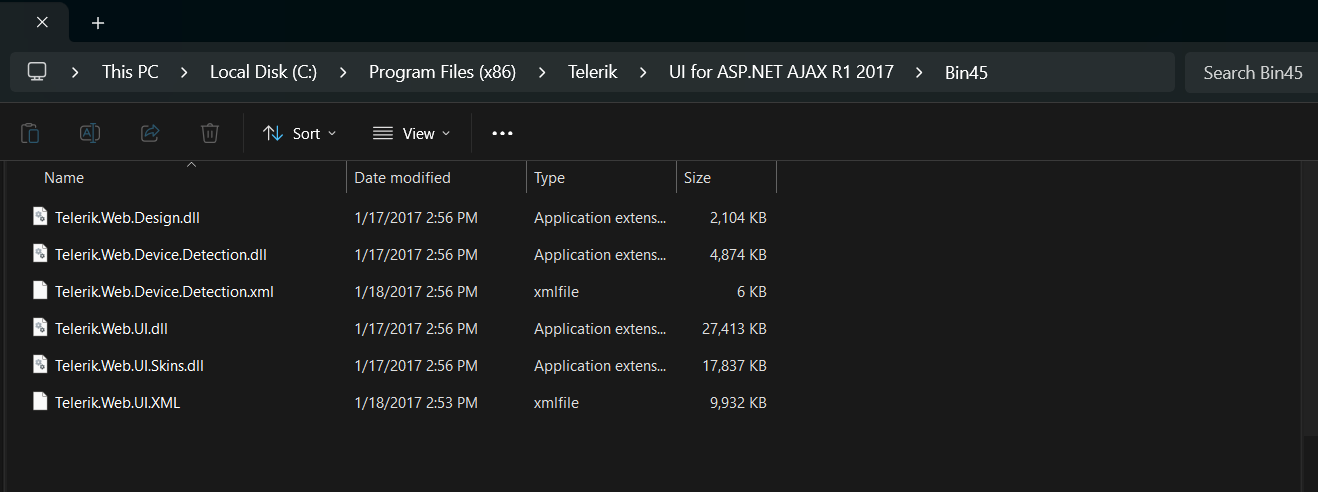 This PC > Local Disk (C:) > Program Files (x86) > Telerik > UI for ASP.NET AJAX R1 2017 > Bin45 Search Bin45
Sort View
Name Date modified Type Size
Telerik.Web.Design.dll 1/17/2017 2:56 PM Application extens... 2,104 KB
Telerik.Web.Device.Detection.dll 1/17/2017 2:56 PM Application extens... 4,874 KB
Telerik.Web.Device.Detection.xml 1/18/2017 2:56 PM xmlfile 6 KB
Telerik.Web.UI.dll 1/17/2017 2:56 PM Application extens... 27,413 KB
Telerik.Web.UI.Skins.dll 1/17/2017 2:56 PM Application extens... 17,837 KB
Telerik.Web.UI.XML 1/18/2017 2:53 PM xmlfile 9,932 KB